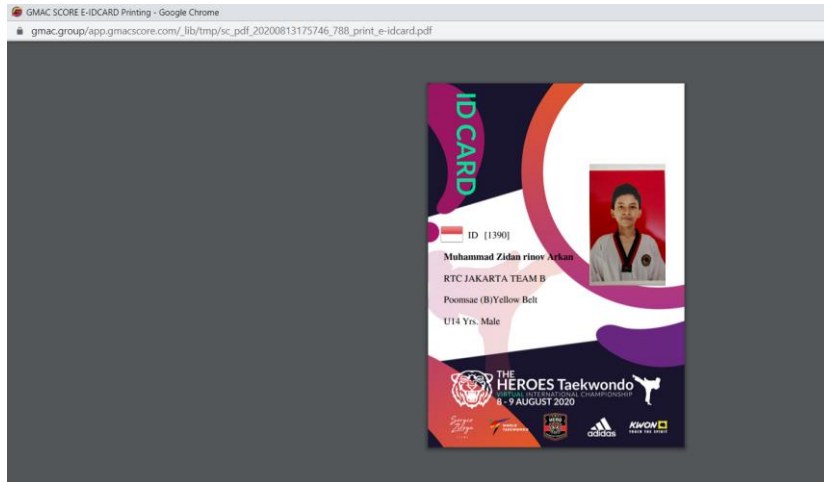 GMAC SCORE E-IDCARD Printing - Google Chrome
gmac.group/app.gmacscore.com/_lib/tmp/sc_pdf_20200813175746_788_print_e-idcard.pdf
ID CARD
ID [1390]
Muhammad Zidan rinov Arkan
RTC JAKARTA TEAM B
Poomsae (B)Yellow Belt
U14 Yrs. Male
THE
HEROES Taekwondo
VIRTUAL INTERNATIONAL CHAMPIONSHIP
8 - 9 AUGUST 2020
adidas
KWON